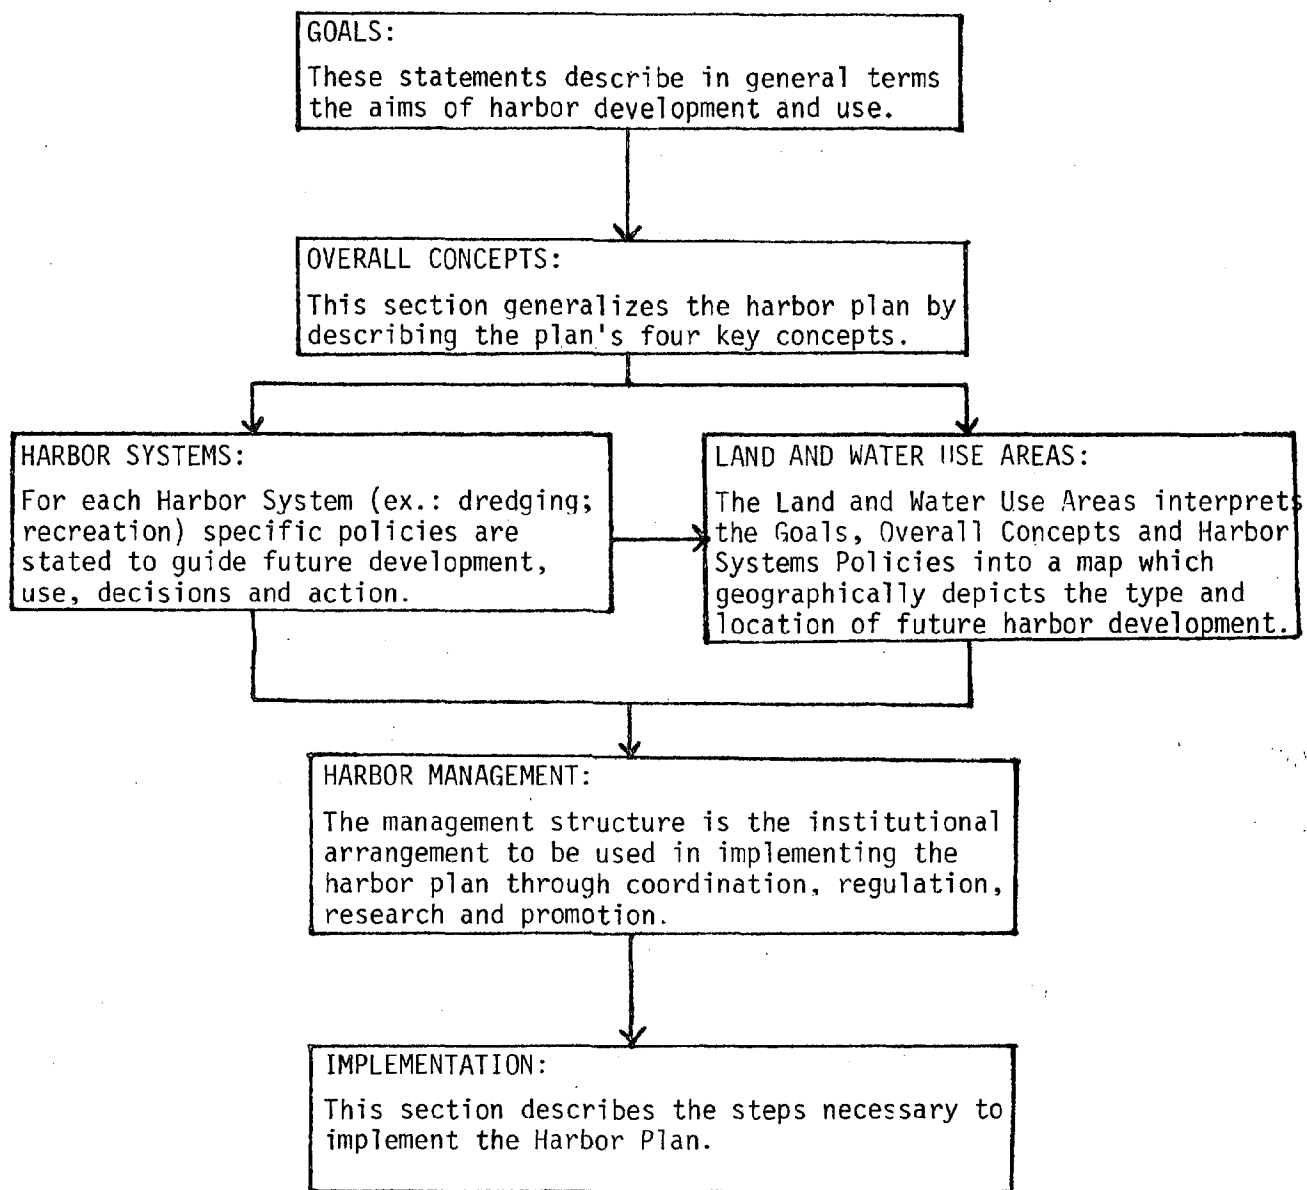 GOALS:
These statements describe in general terms
the aims of harbor development and use.
OVERALL CONCEPTS:
This section generalizes the harbor plan by
describing the plan's four key concepts.
HARBOR SYSTEMS:
For each Harbor System (ex.: dredging;
recreation) specific policies are
stated to guide future development,
use, decisions and action.
LAND AND WATER USE AREAS:
The Land and Water Use Areas interprets
the Goals, Overall Concepts and Harbor
Systems Policies into a map which
geographically depicts the type and
location of future harbor development.
HARBOR MANAGEMENT:
The management structure is the institutional
arrangement to be used in implementing the
harbor plan through coordination, regulation,
research and promotion.
IMPLEMENTATION:
This section describes the steps necessary to
implement the Harbor Plan.